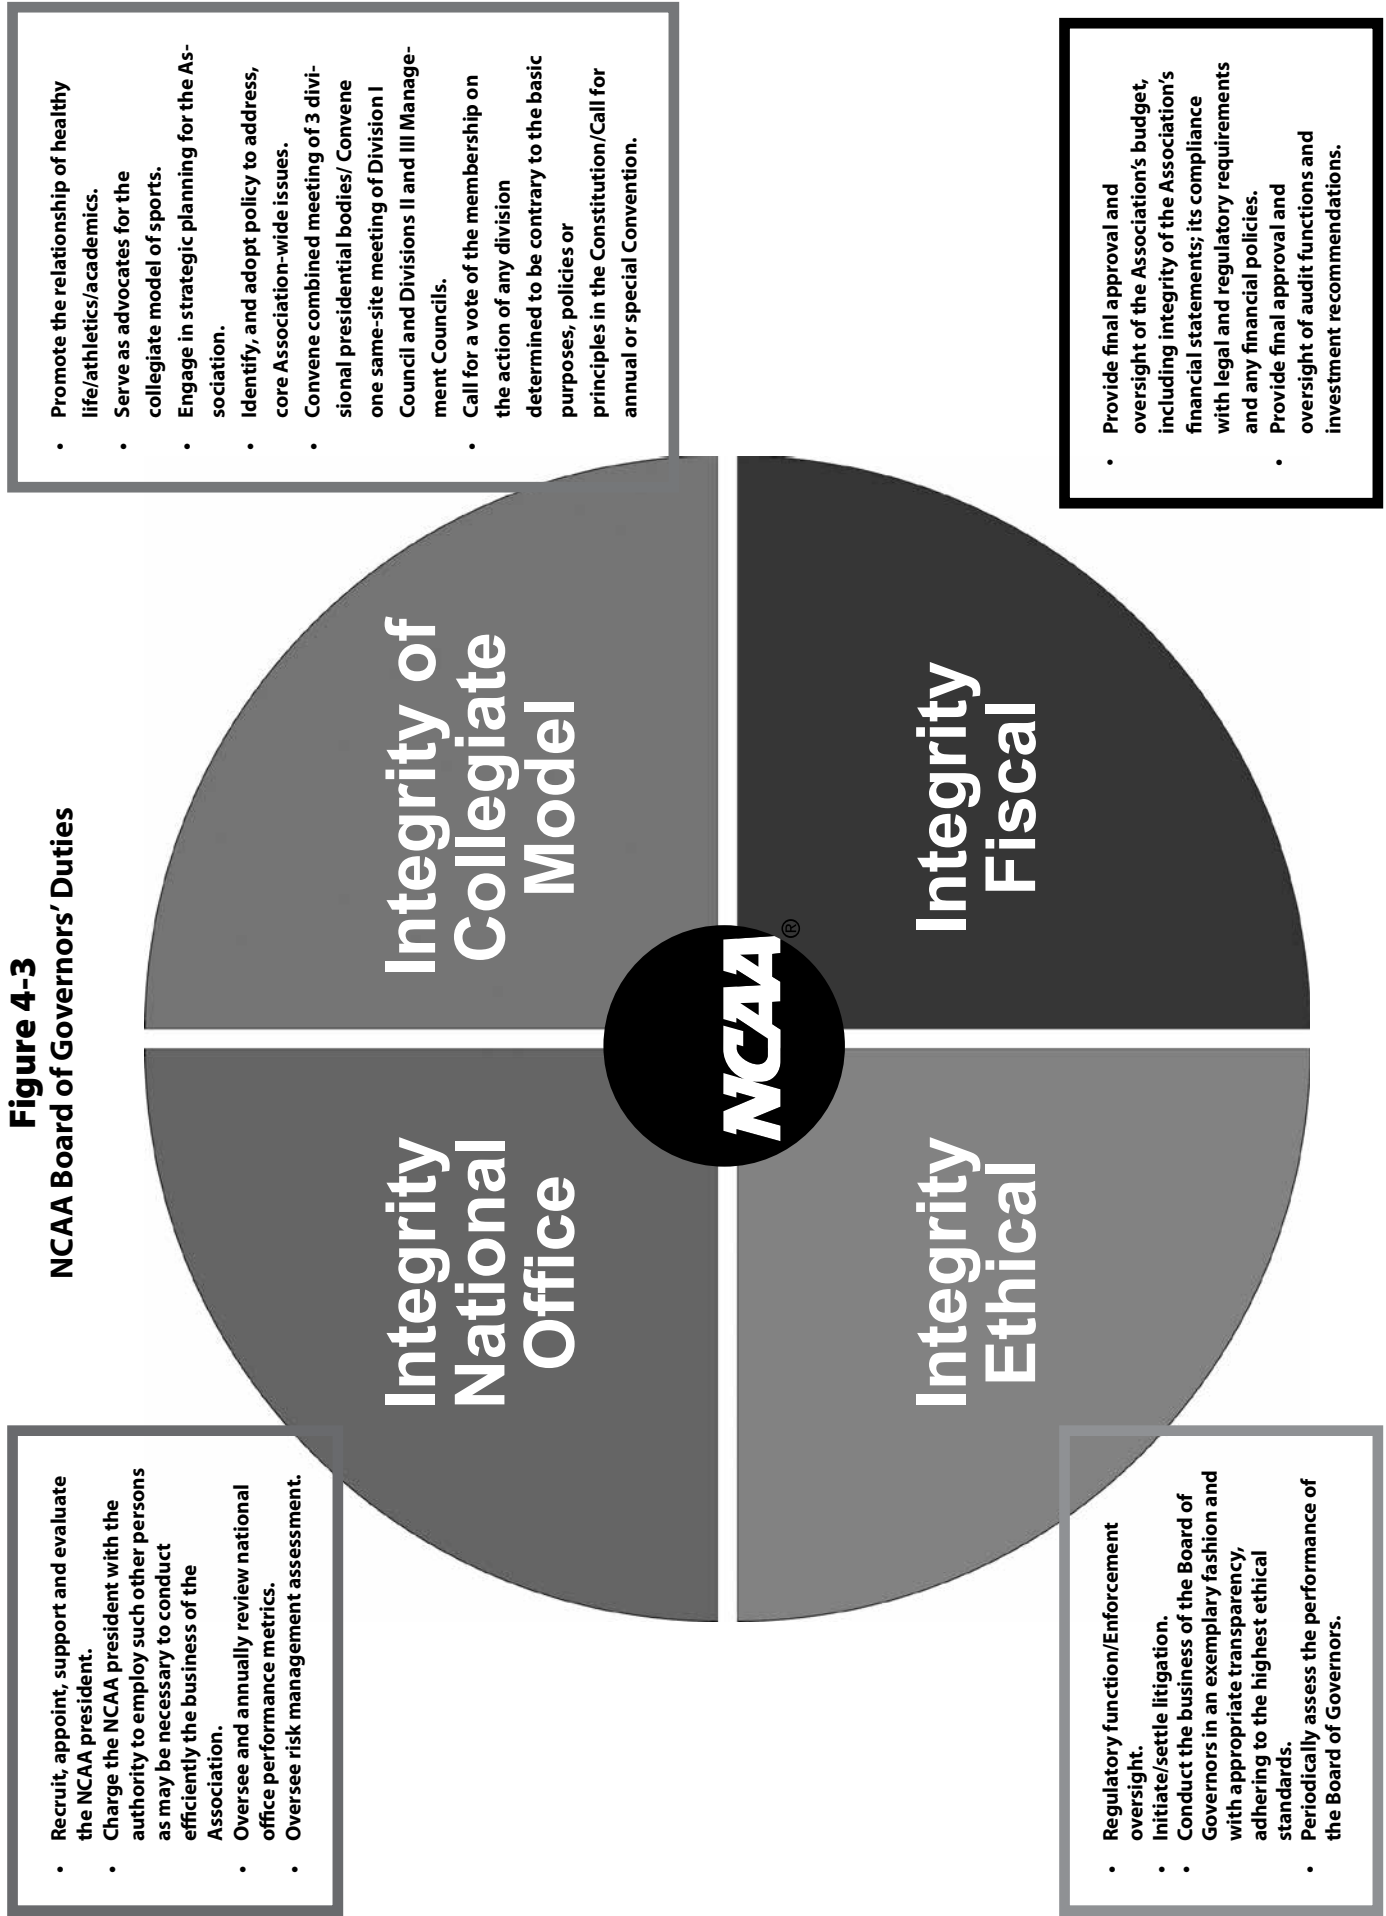 Figure 4-3
NCAA Board of Governors’ Duties
• Recruit, appoint, support and evaluate
the NCAA president.
• Charge the NCAA president with the
authority to employ such other persons
as may be necessary to conduct
efficiently the business of the
Association.
• Oversee and annually review national
office performance metrics.
• Oversee risk management assessment.
• Promote the relationship of healthy
life/athletics/academics.
• Serve as advocates for the
collegiate model of sports.
• Engage in strategic planning for the As-
sociation.
• Identify, and adopt policy to address,
core Association-wide issues.
• Convene combined meeting of 3 divi-
sional presidential bodies/ Convene
one same-site meeting of Division I
Council and Divisions II and III Manage-
ment Councils.
• Call for a vote of the membership on
the action of any division
determined to be contrary to the basic
purposes, policies or
principles in the Constitution/Call for
annual or special Convention.
Integrity
National
Office
Integrity of
Collegiate
Model
NCAA®
Integrity
Ethical
Integrity
Fiscal
• Regulatory function/Enforcement
oversight.
• Initiate/settle litigation.
• Conduct the business of the Board of
Governors in an exemplary fashion and
with appropriate transparency,
adhering to the highest ethical
standards.
• Periodically assess the performance of
the Board of Governors.
• Provide final approval and
oversight of the Association’s budget,
including integrity of the Association’s
financial statements; its compliance
with legal and regulatory requirements
and any financial policies.
• Provide final approval and
oversight of audit functions and
investment recommendations.